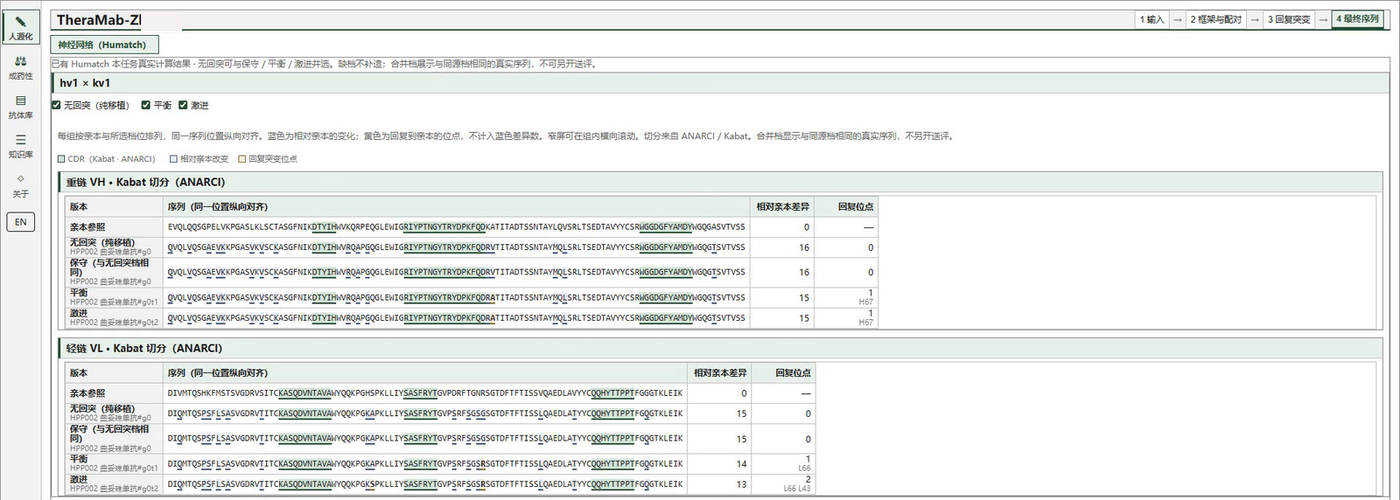 TheraMab-Z
1 输入 → 2 框架与配对 → 3 回复突变 → 4 最终序列
人源化
成药性
抗体库
知识库
关于
EN
神经网络（Humatch）
已有 Humatch 本任务真实计算结果 · 无回突可与保守 / 平衡 / 激进并选。缺档不补造；合并档展示与同源档相同的真实序列，不可另开送评。
hv1 × kv1
无回突（纯移植） 平衡 激进
每组按亲本与所选档位排列，同一序列位置纵向对齐。蓝色为相对亲本的变化；黄色为回复到亲本的位点，不计入蓝色差异数。窄屏可在组内横向滚动。切分来自 ANARCI / Kabat。合并档显示与同源档相同的真实序列，不另开送评。
CDR（Kabat · ANARCI） 相对亲本改变 回复突变位点
重链 VH • Kabat 切分（ANARCI）
版本 序列（同一位置纵向对齐） 相对亲本差异 回复位点
亲本参照 EVQLQQSGPELVKPGASLKLSCTASGFNIKDTYIHWVKQRPEQGLEWIGRIYPTNGYTRYDPKFQDKATITADTSSNTAYLQVSRLTSEDTAVYYCSRWGGDGFYAMDYWGQGASVTVSS 0 —
无回突（纯移植） QVQLVQSGAEVKKPGASVKVSCKASGFNIKDTYIHWVRQAPGQGLEWIGRIYPTNGYTRYDPKFQDRVTITADTSSNTAYMQLSRLTSEDTAVYYCSRWGGDGFYAMDYWGQGTSVTVSS 16 0
HPP002 曲妥珠单抗#g0
保守（与无回突档相同） QVQLVQSGAEVKKPGASVKVSCKASGFNIKDTYIHWVRQAPGQGLEWIGRIYPTNGYTRYDPKFQDRVTITADTSSNTAYMQLSRLTSEDTAVYYCSRWGGDGFYAMDYWGQGTSVTVSS 16 0
HPP002 曲妥珠单抗#g0
平衡 QVQLVQSGAEVKKPGASVKVSCKASGFNIKDTYIHWVRQAPGQGLEWIGRIYPTNGYTRYDPKFQDRATITADTSSNTAYMQLSRLTSEDTAVYYCSRWGGDGFYAMDYWGQGTSVTVSS 15 1
HPP002 曲妥珠单抗#g0t1 H67
激进 QVQLVQSGAEVKKPGASVKVSCKASGFNIKDTYIHWVRQAPGQGLEWIGRIYPTNGYTRYDPKFQDRATITADTSSNTAYMQLSRLTSEDTAVYYCSRWGGDGFYAMDYWGQGTSVTVSS 15 1
HPP002 曲妥珠单抗#g0t2 H67
轻链 VL • Kabat 切分（ANARCI）
版本 序列（同一位置纵向对齐） 相对亲本差异 回复位点
亲本参照 DIVMTQSHKFMSTSVGDRVSITCKASQDVNTAVAWYQQKPGHSPKLLIYSASFRYTGVPDRFTGNRSGTDFTFTISSVQAEDLAVYYCQQHYTTPPTFGGGTKLEIK 0 —
无回突（纯移植） DIQMTQSPSFLSASVGDRVTITCKASQDVNTAVAWYQQKPGKAPKLLIYSASFRYTGVPSRFSGSGSGTDFTFTISSLQAEDLATYYCQQHYTTPPTFGQGTKLEIK 15 0
HPP002 曲妥珠单抗#g0
保守（与无回突档相同） DIQMTQSPSFLSASVGDRVTITCKASQDVNTAVAWYQQKPGKAPKLLIYSASFRYTGVPSRFSGSGSGTDFTFTISSLQAEDLATYYCQQHYTTPPTFGQGTKLEIK 15 0
HPP002 曲妥珠单抗#g0
平衡 DIQMTQSPSFLSASVGDRVTITCKASQDVNTAVAWYQQKPGKAPKLLIYSASFRYTGVPSRFSGSRSGTDFTFTISSLQAEDLATYYCQQHYTTPPTFGQGTKLEIK 14 1
HPP002 曲妥珠单抗#g0t1 L66
激进 DIQMTQSPSFLSASVGDRVTITCKASQDVNTAVAWYQQKPGKSPKLLIYSASFRYTGVPSRFSGSRSGTDFTFTISSLQAEDLATYYCQQHYTTPPTFGQGTKLEIK 13 2
HPP002 曲妥珠单抗#g0t2 L66 L43